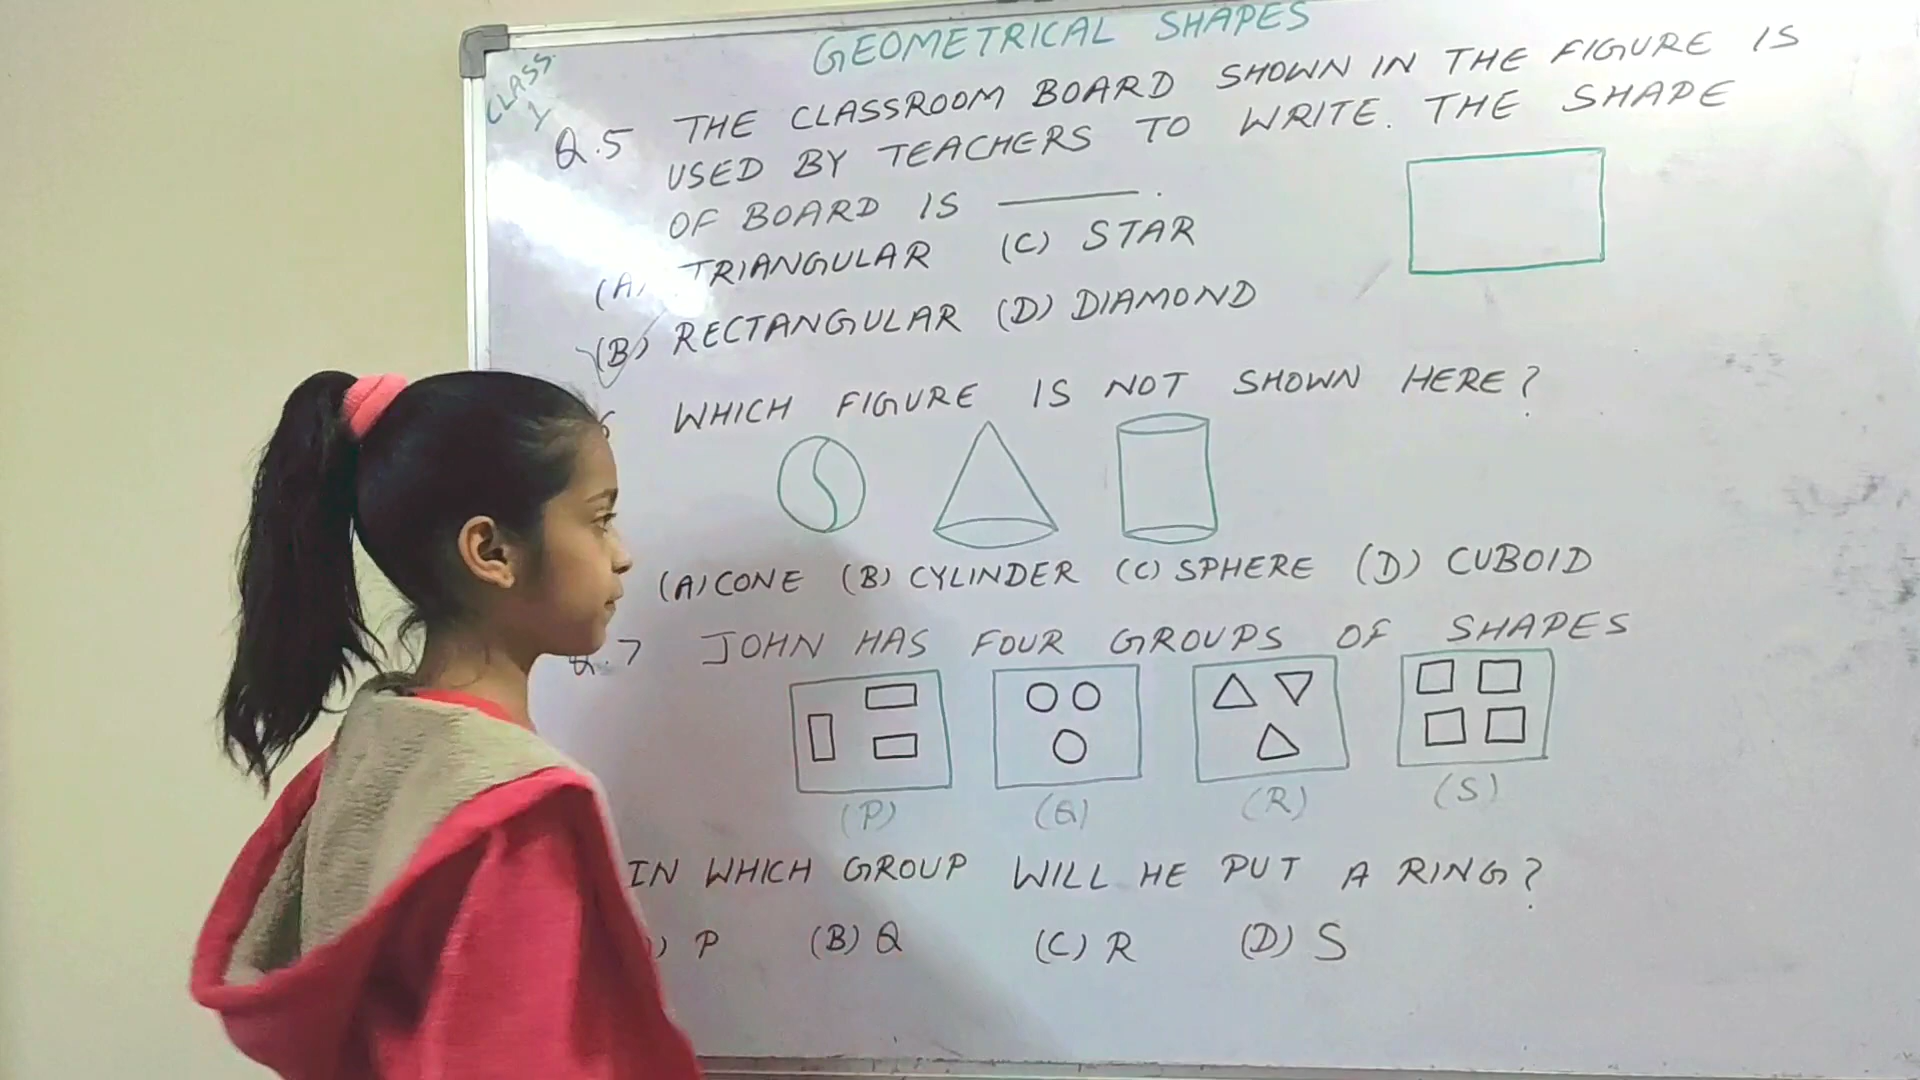 GEOMETRICAL SHAPES
CLASS
1
Q.5 THE CLASSROOM BOARD SHOWN IN THE FIGURE IS
USED BY TEACHERS TO WRITE. THE SHAPE
OF BOARD IS ______.
(A) TRIANGULAR (C) STAR
(B) RECTANGULAR (D) DIAMOND
WHICH FIGURE IS NOT SHOWN HERE?
(A) CONE (B) CYLINDER (C) SPHERE (D) CUBOID
Q.7 JOHN HAS FOUR GROUPS OF SHAPES
(P) (Q) (R) (S)
IN WHICH GROUP WILL HE PUT A RING?
) P (B) Q (C) R (D) S